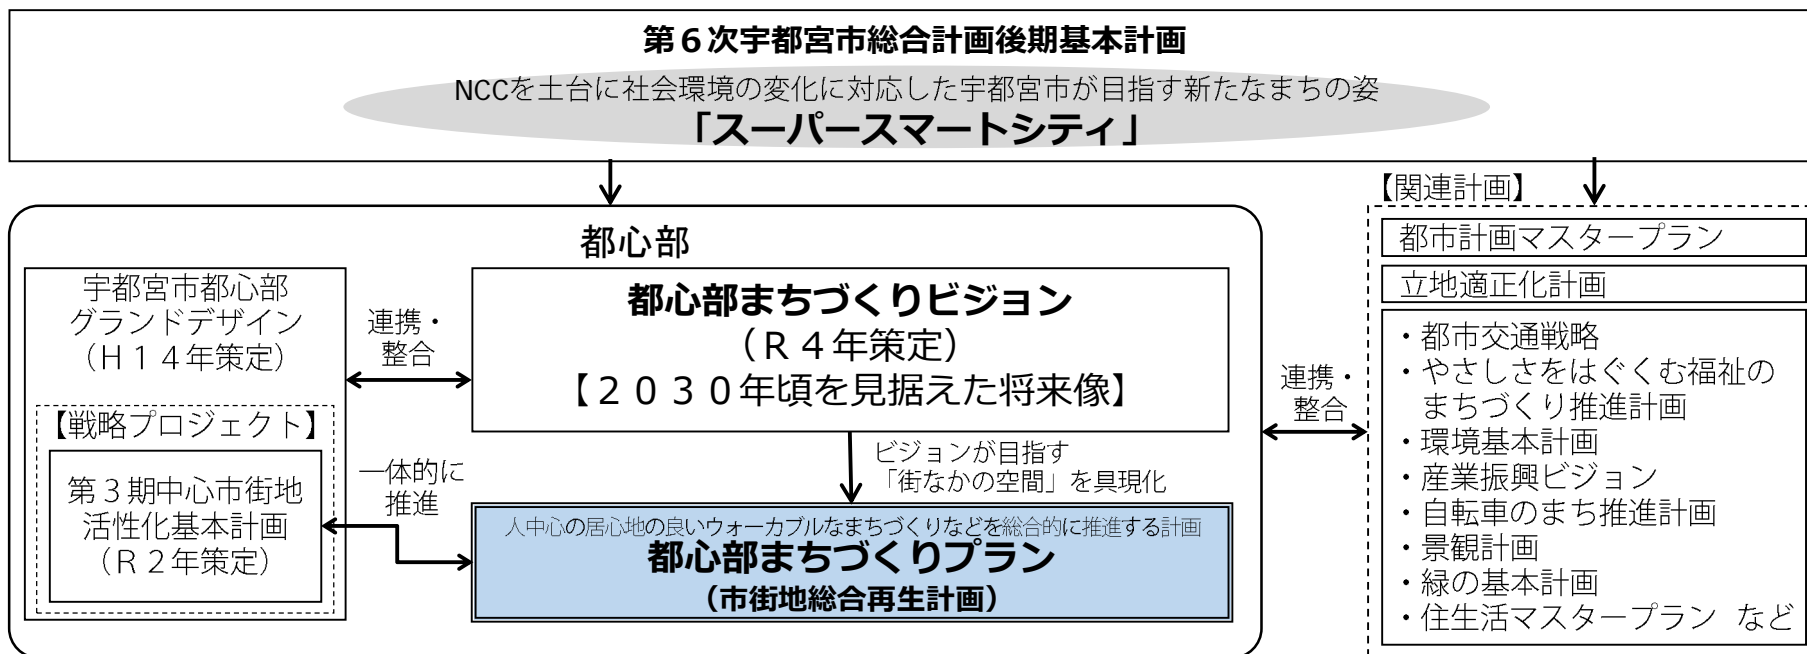 第６次宇都宮市総合計画後期基本計画
NCCを土台に社会環境の変化に対応した宇都宮市が目指す新たなまちの姿
「スーパースマートシティ」
都心部
宇都宮市都心部
グランドデザイン
（Ｈ１４年策定）
【戦略プロジェクト】
第３期中心市街地
活性化基本計画
（Ｒ２年策定）
連携・
整合
一体的に
推進
都心部まちづくりビジョン
（Ｒ４年策定）
【２０３０年頃を見据えた将来像】
ビジョンが目指す
「街なかの空間」を具現化
人中心の居心地の良いウォーカブルなまちづくりなどを総合的に推進する計画
都心部まちづくりプラン
（市街地総合再生計画）
連携・
整合
【関連計画】
都市計画マスタープラン
立地適正化計画
・都市交通戦略
・やさしさをはぐくむ福祉の
まちづくり推進計画
・環境基本計画
・産業振興ビジョン
・自転車のまち推進計画
・景観計画
・緑の基本計画
・住生活マスタープラン など